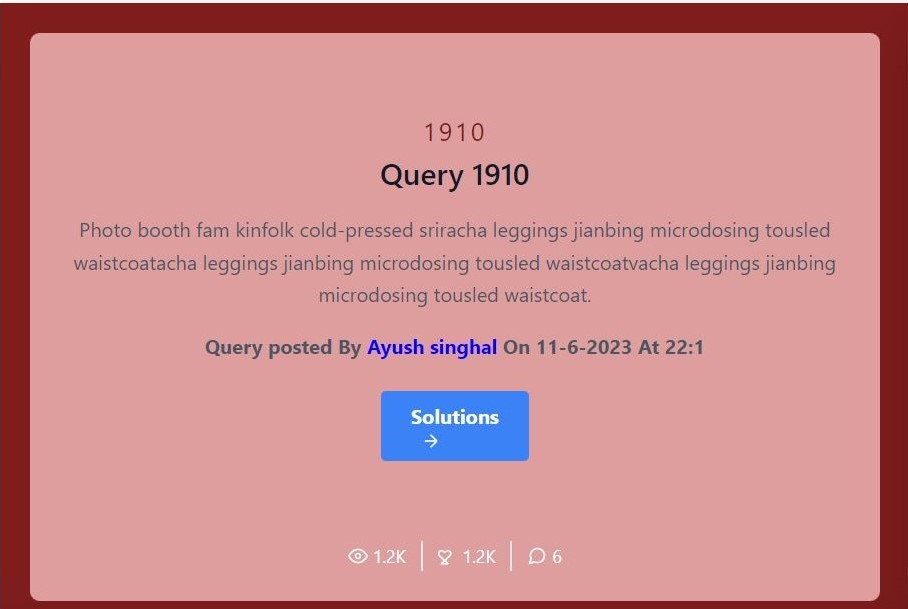 1910
Query 1910
Photo booth fam kinfolk cold-pressed sriracha leggings jianbing microdosing tousled
waistcoatacha leggings jianbing microdosing tousled waistcoatvacha leggings jianbing
microdosing tousled waistcoat.
Query posted By Ayush singhal On 11-6-2023 At 22:1
Solutions
→
1.2K 1.2K 6